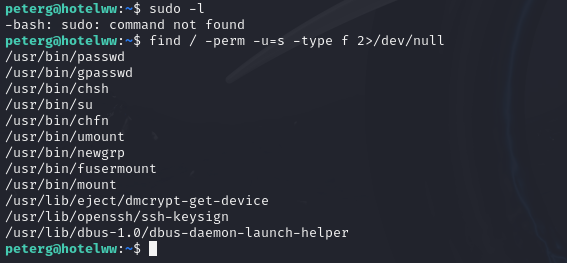 peterg@hotelww:~$ sudo -l
-bash: sudo: command not found
peterg@hotelww:~$ find / -perm -u=s -type f 2>/dev/null
/usr/bin/passwd
/usr/bin/gpasswd
/usr/bin/chsh
/usr/bin/su
/usr/bin/chfn
/usr/bin/umount
/usr/bin/newgrp
/usr/bin/fusermount
/usr/bin/mount
/usr/lib/eject/dmcrypt-get-device
/usr/lib/openssh/ssh-keysign
/usr/lib/dbus-1.0/dbus-daemon-launch-helper
peterg@hotelww:~$